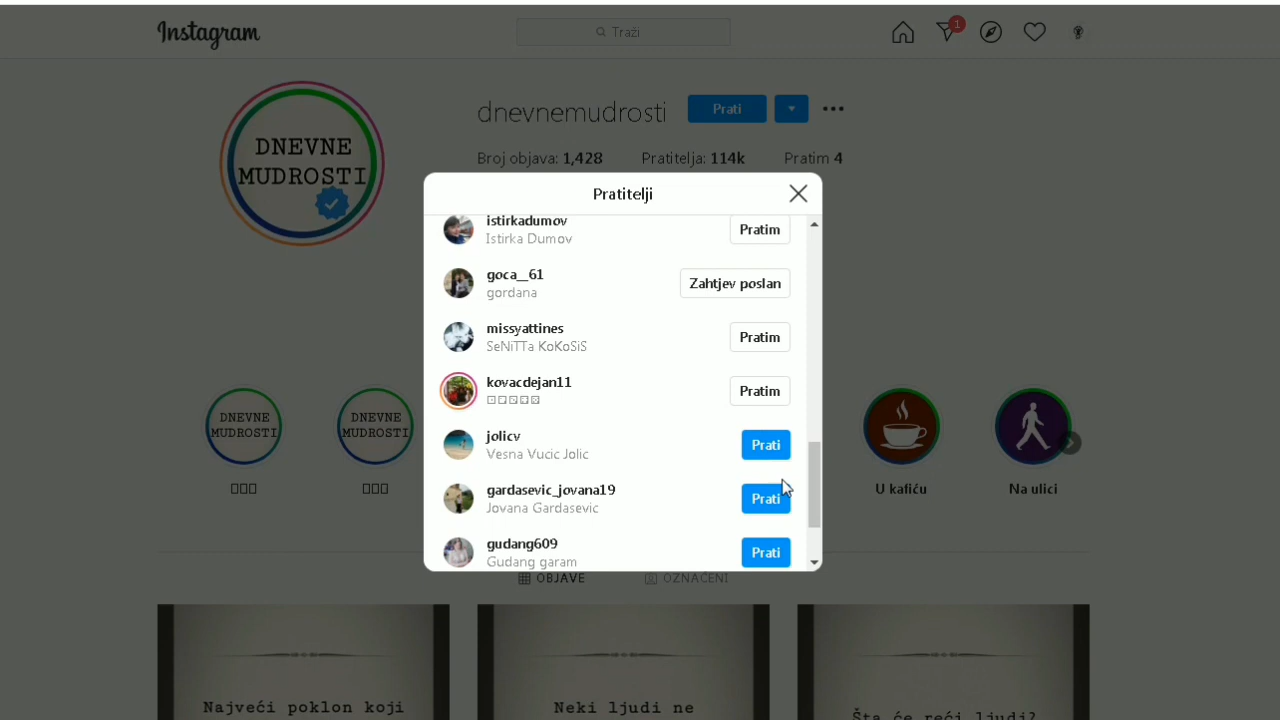 Instagram
Traži
1
DNEVNE
MUDROSTI
dnevnemudrosti
Prati
Broj objava: 1,428
Pratitelja: 114k
Pratim 4
Pratitelji
istirkadumov
Istirka Dumov
Pratim
goca__61
gordana
Zahtjev poslan
missyattines
SeNiTTa KoKoSiS
Pratim
kovacdejan11
Pratim
jolicv
Vesna Vucic Jolic
Prati
gardasevic_jovana19
Jovana Gardasevic
Prati
gudang609
Gudang garam
Prati
DNEVNE
MUDROSTI
DNEVNE
MUDROSTI
U kafiću
Na ulici
OBJAVE
OZNAČENI
Najveći poklon koji
Neki ljudi ne
Šta će reći ljudi?